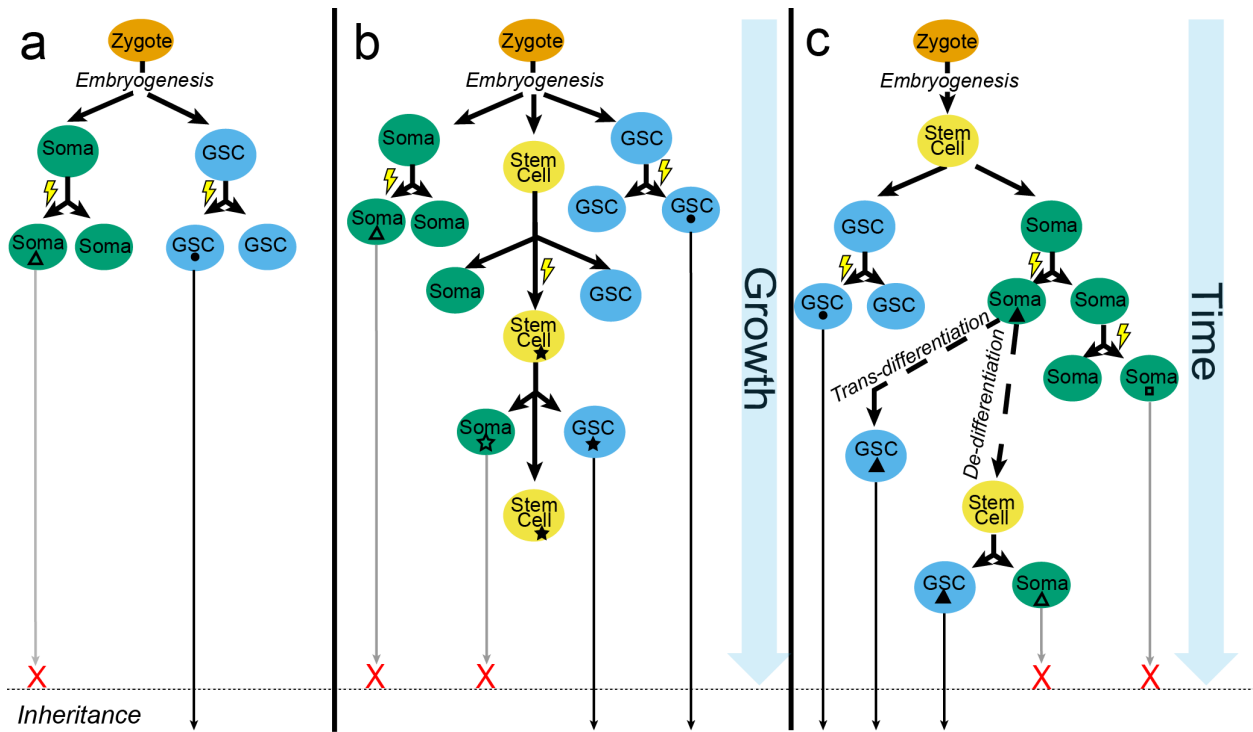 a
Zygote
Embryogenesis
Soma
GSC
Soma
Soma
GSC
GSC
X
Inheritance
b
Zygote
Embryogenesis
Soma
Stem
Cell
GSC
Soma
Soma
GSC
GSC
Soma
GSC
Stem
Cell
Soma
GSC
Stem
Cell
X
X
Growth
c
Zygote
Embryogenesis
Stem
Cell
GSC
Soma
GSC
GSC
Soma
Soma
Trans-differentiation
De-differentiation
Soma
Soma
GSC
Stem
Cell
GSC
Soma
X
X
Time